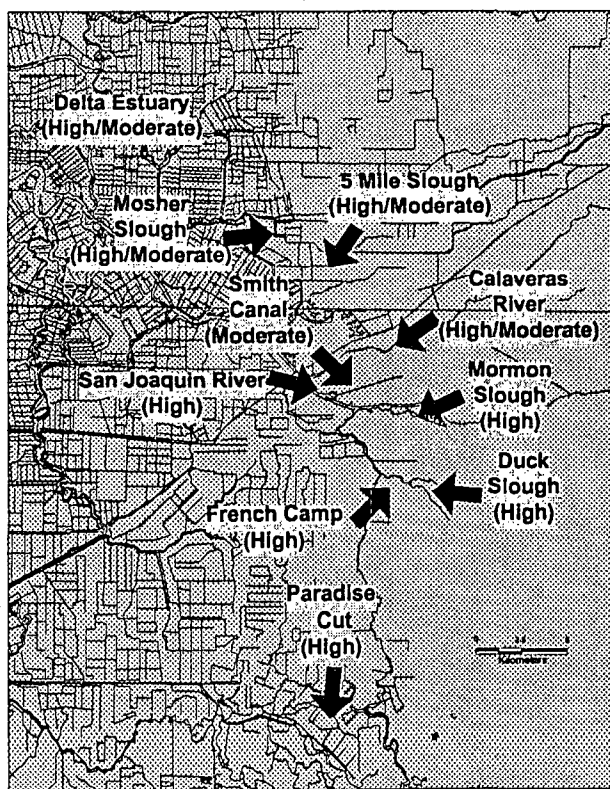 Delta Estuary
(High/Moderate)
5 Mile Slough
(High/Moderate)
Mosher
Slough
(High/Moderate)
Smith
Canal
(Moderate)
Calaveras
River
(High/Moderate)
San Joaquin River
(High)
Mormon
Slough
(High)
Duck
Slough
(High)
French Camp
(High)
Paradise
Cut
(High)
Kilometers